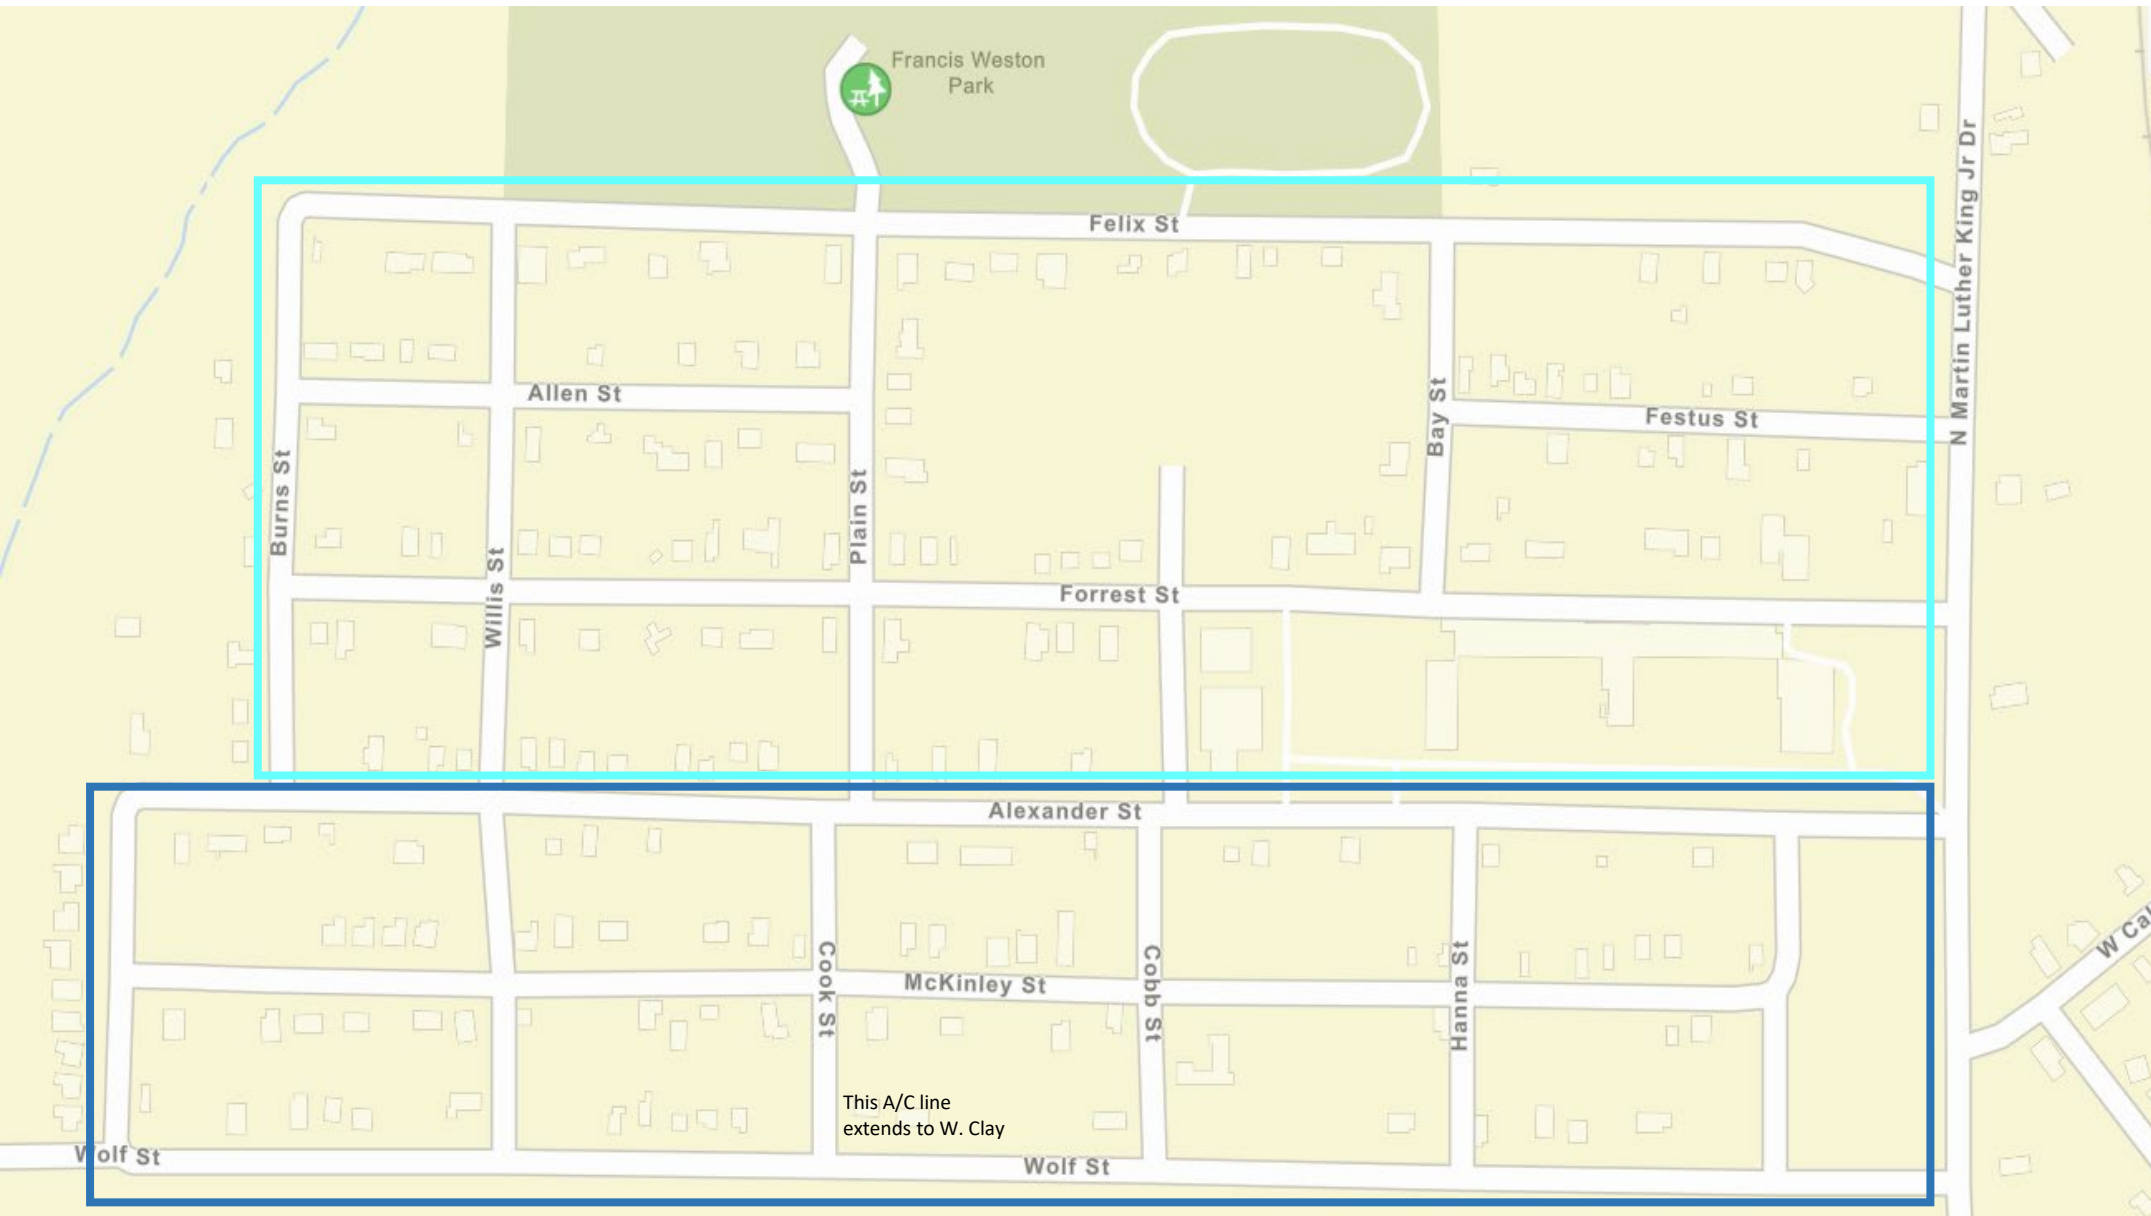 Francis Weston
Park
Felix St
N Martin Luther King Jr Dr
Allen St
Bay St
Festus St
Burns St
Plain St
Willis St
Forrest St
Alexander St
Cook St
McKinley St
Cobb St
Hanna St
This A/C line
extends to W. Clay
Wolf St
Wolf St